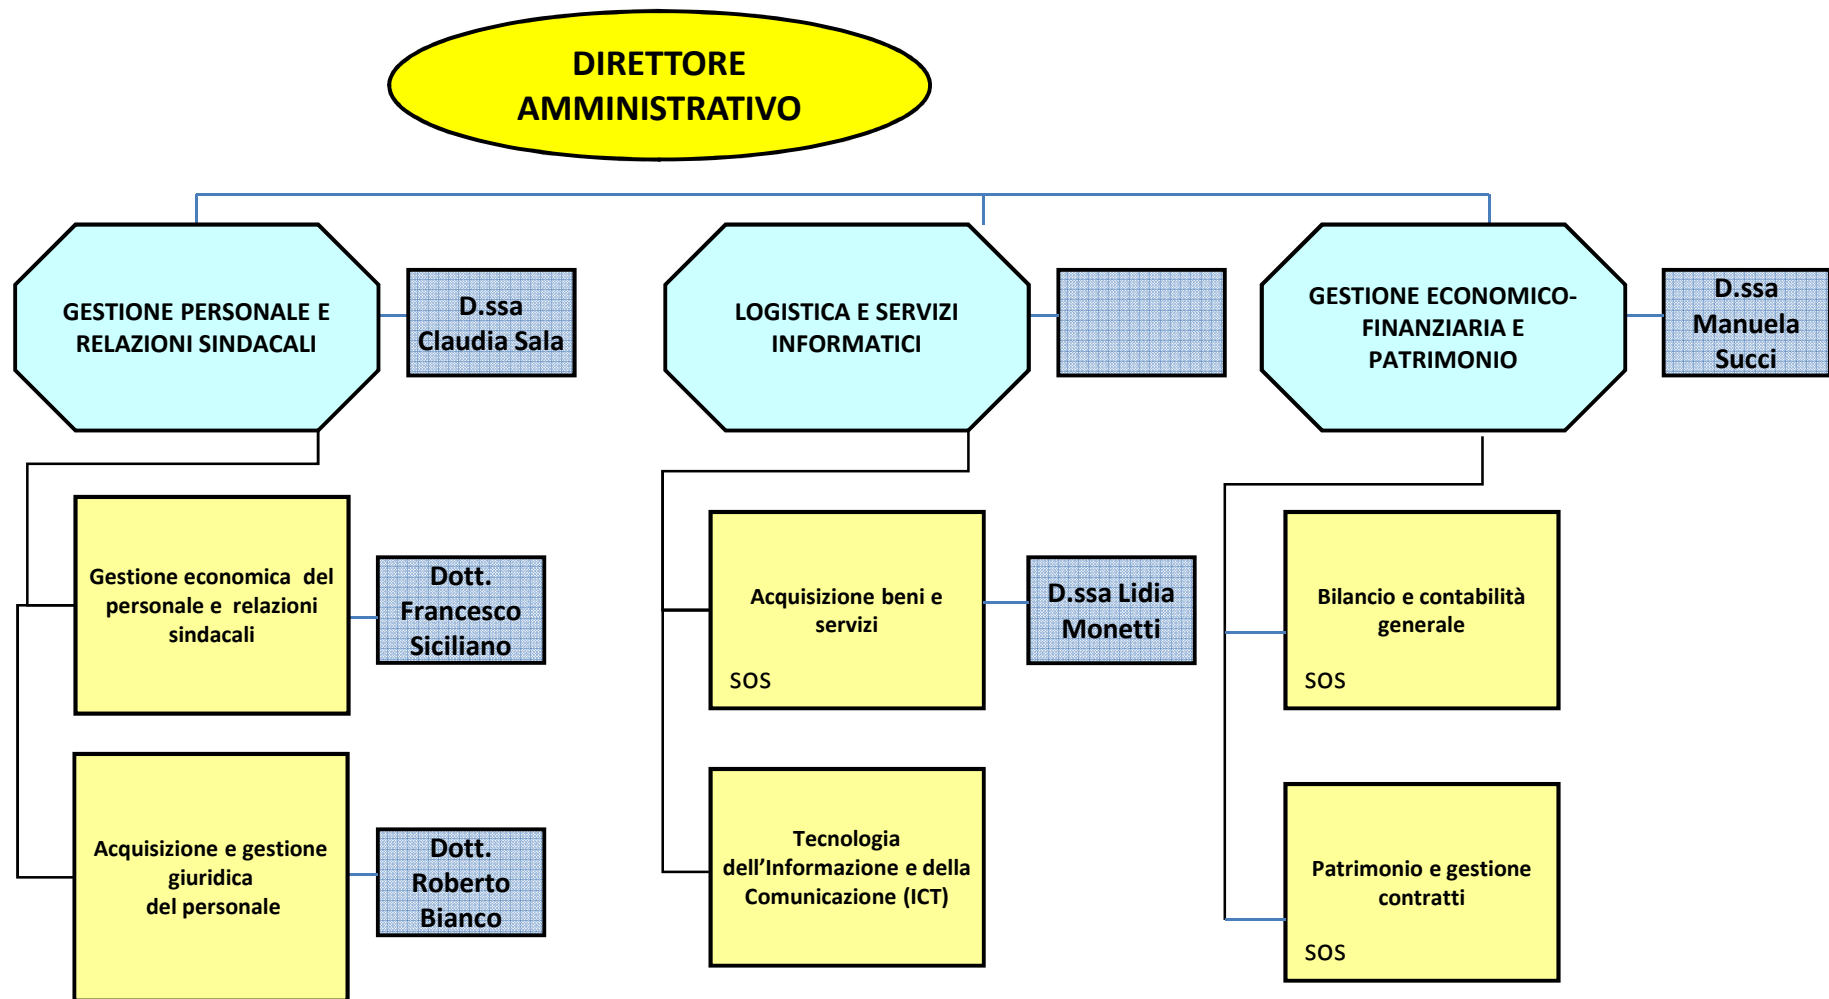 DIRETTORE
AMMINISTRATIVO
GESTIONE PERSONALE E
RELAZIONI SINDACALI
D.ssa
Claudia Sala
LOGISTICA E SERVIZI
INFORMATICI
GESTIONE ECONOMICO-
FINANZIARIA E
PATRIMONIO
D.ssa
Manuela
Succi
Gestione economica del
personale e relazioni
sindacali
Dott.
Francesco
Siciliano
Acquisizione beni e
servizi
SOS
D.ssa Lidia
Monetti
Bilancio e contabilità
generale
SOS
Acquisizione e gestione
giuridica
del personale
Dott.
Roberto
Bianco
Tecnologia
dell’Informazione e della
Comunicazione (ICT)
Patrimonio e gestione
contratti
SOS